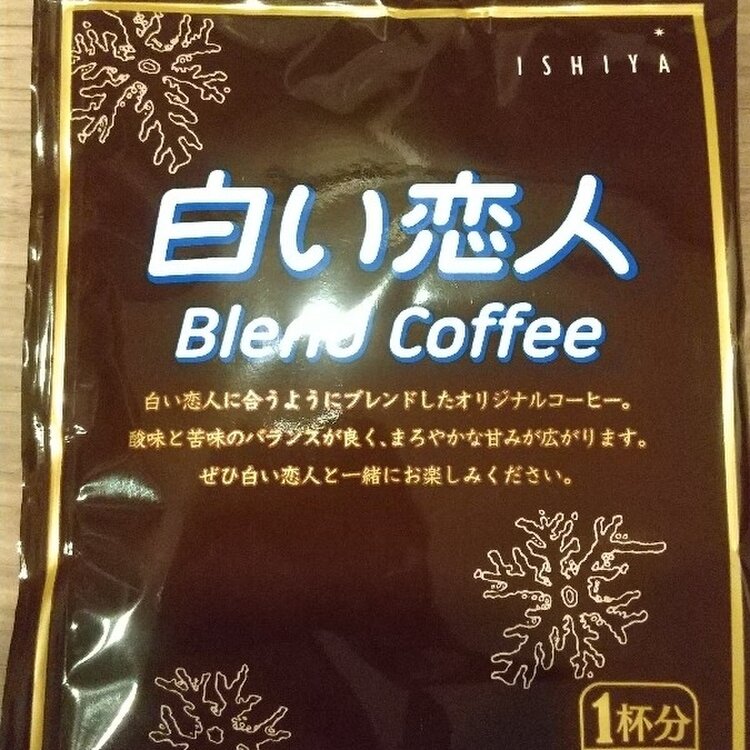 ISHIYA
白い恋人
Blend Coffee
白い恋人に合うようにブレンドしたオリジナルコーヒー。
酸味と苦味のバランスが良く、まろやかな甘みが広がります。
ぜひ白い恋人と一緒にお楽しみください。
1杯分